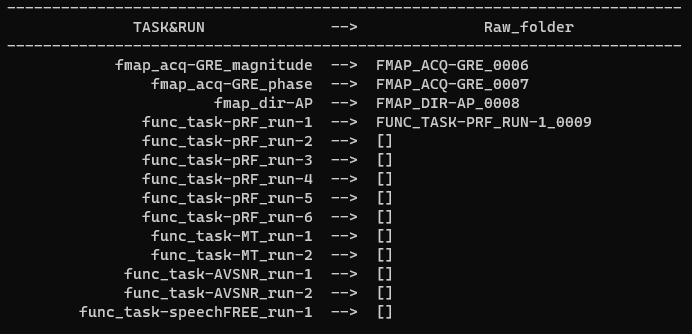 ---------------------------------------------------------------------------
TASK&RUN --> Raw_folder
---------------------------------------------------------------------------
fmap_acq-GRE_magnitude --> FMAP_ACQ-GRE_0006
fmap_acq-GRE_phase --> FMAP_ACQ-GRE_0007
fmap_dir-AP --> FMAP_DIR-AP_0008
func_task-pRF_run-1 --> FUNC_TASK-PRF_RUN-1_0009
func_task-pRF_run-2 --> []
func_task-pRF_run-3 --> []
func_task-pRF_run-4 --> []
func_task-pRF_run-5 --> []
func_task-pRF_run-6 --> []
func_task-MT_run-1 --> []
func_task-MT_run-2 --> []
func_task-AVSNR_run-1 --> []
func_task-AVSNR_run-2 --> []
func_task-speechFREE_run-1 --> []